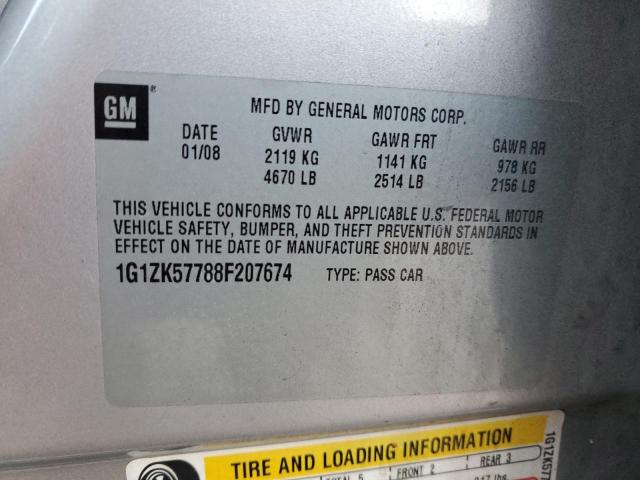 GM
MFD BY GENERAL MOTORS CORP.
DATE GVWR GAWR FRT GAWR RR
01/08 2119 KG 1141 KG 978 KG
4670 LB 2514 LB 2156 LB
THIS VEHICLE CONFORMS TO ALL APPLICABLE U.S. FEDERAL MOTOR
VEHICLE SAFETY, BUMPER, AND THEFT PREVENTION STANDARDS IN
EFFECT ON THE DATE OF MANUFACTURE SHOWN ABOVE.
1G1ZK57788F207674 TYPE: PASS CAR
TIRE AND LOADING INFORMATION
FRONT 2 REAR 3
1G1ZK577